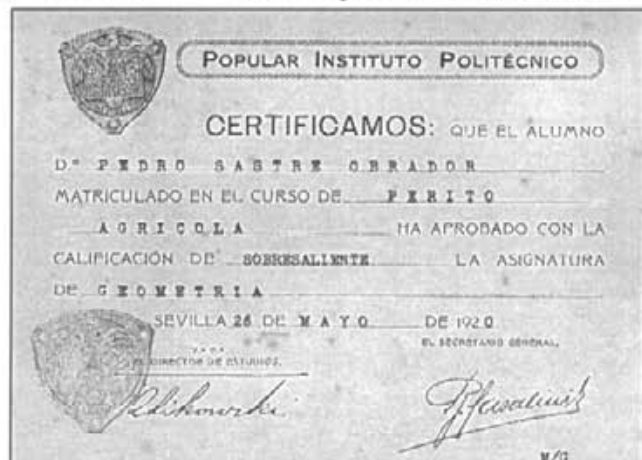 POPULAR INSTITUTO POLITÉCNICO
CERTIFICAMOS: QUE EL ALUMNO
D.n PEDRO SASTRE OBRADOR
MATRICULADO EN EL CURSO DE PERITO
AGRICOLA HA APROBADO CON LA
CALIFICACIÓN DE SOBRESALIENTE LA ASIGNATURA
DE GEOMETRIA
SEVILLA 26 DE MAYO DE 1920
EL SECRETARIO GENERAL,
EL DIRECTOR DE ESTUDIOS,
M/G